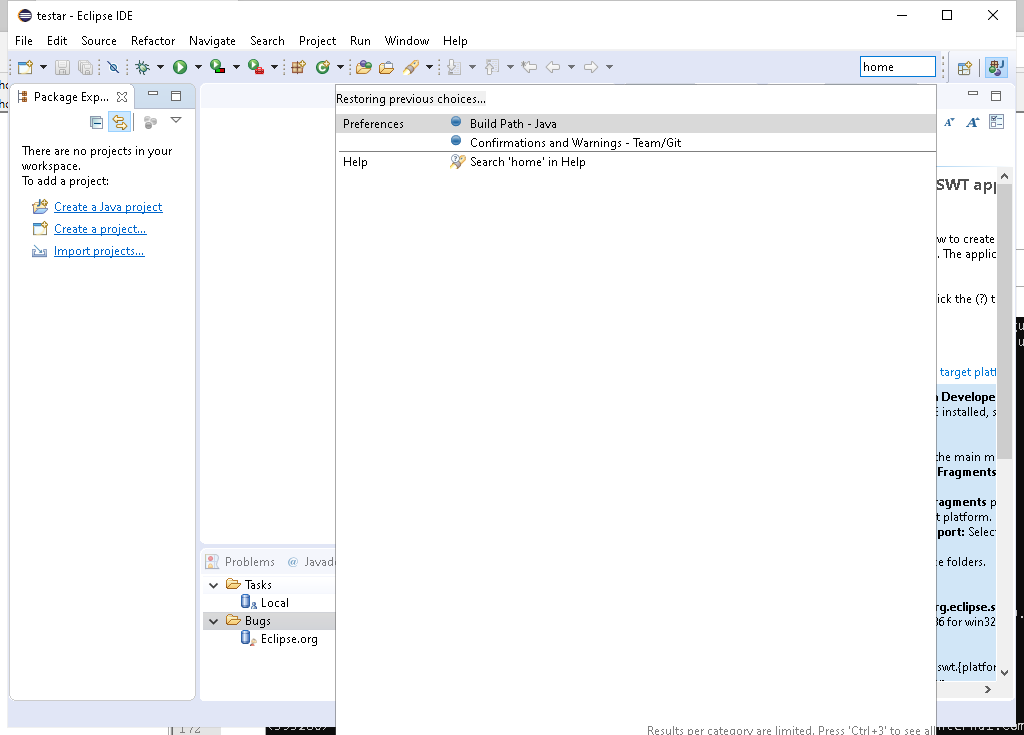 testar - Eclipse IDE
File Edit Source Refactor Navigate Search Project Run Window Help
home
Package Exp...
There are no projects in your
workspace.
To add a project:
Create a Java project
Create a project...
Import projects...
Restoring previous choices...
Preferences Build Path - Java
Confirmations and Warnings - Team/Git
Help Search 'home' in Help
Results per category are limited. Press 'Ctrl+3' to see all
Problems @ Javad
Tasks
Local
Bugs
Eclipse.org
SWT app
w to create
. The applic
ick the (?) t
target platf
Develope
E installed, s
the main m
Fragments
ragments p
t platform.
port: Selec
e folders.
rg.eclipse.s
86 for win32
swt.{platfor
172